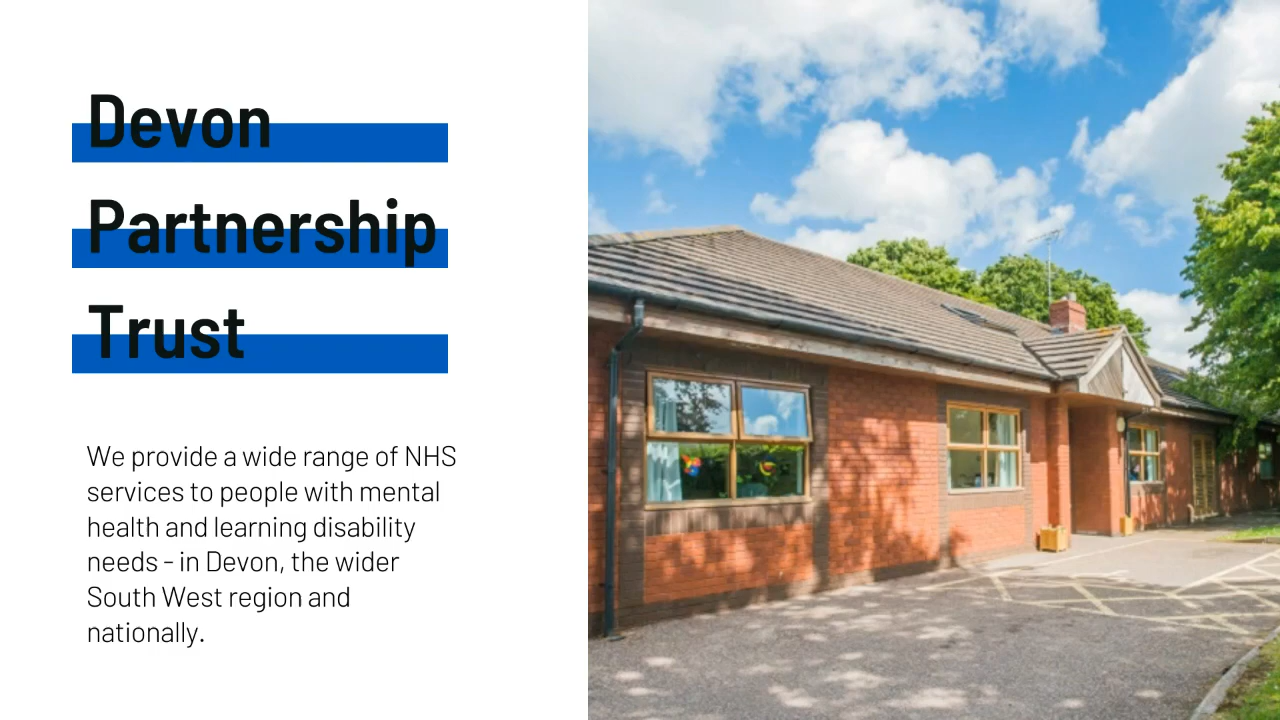 Devon
Partnership
Trust
We provide a wide range of NHS
services to people with mental
health and learning disability
needs - in Devon, the wider
South West region and
nationally.